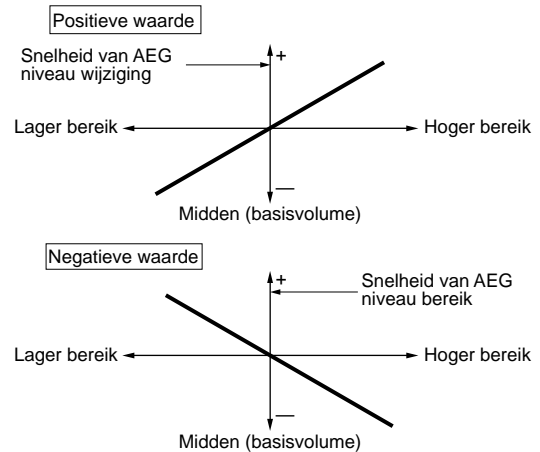 Positieve waarde
Snelheid van AEG
niveau wijziging
+
Lager bereik
Hoger bereik
—
Midden (basisvolume)
Negatieve waarde
+
Snelheid van AEG
niveau bereik
Lager bereik
Hoger bereik
—
Midden (basisvolume)